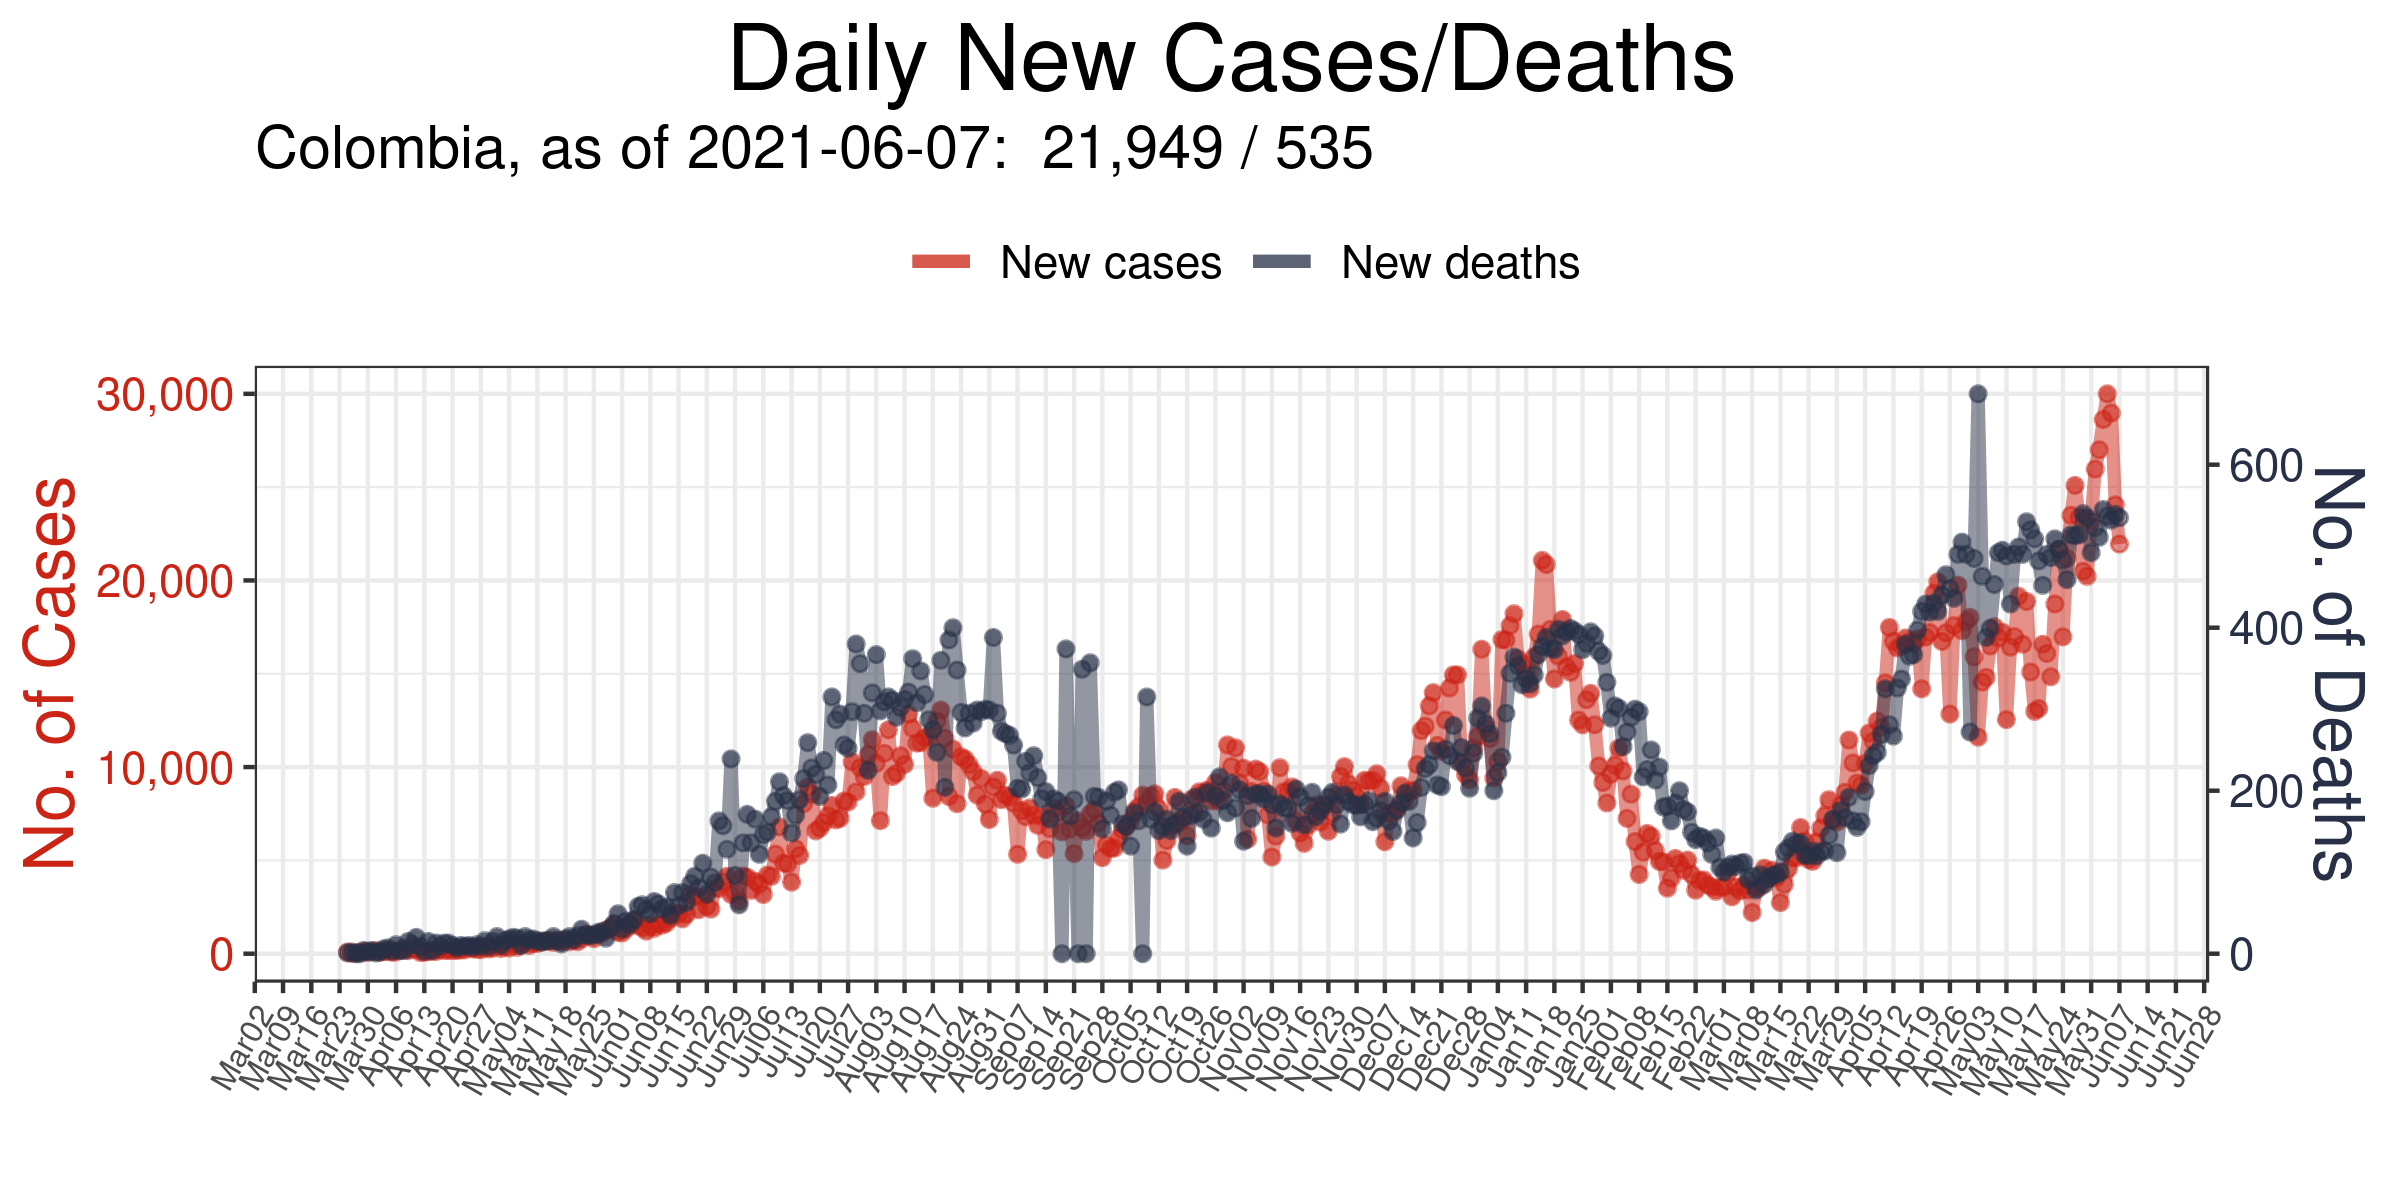 Daily New Cases/Deaths
Colombia, as of 2021-06-07:  21,949 / 535
New cases
New deaths
No. of Cases
30,000
20,000
10,000
0
No. of Deaths
600
400
200
0
Mar02
Mar09
Mar16
Mar23
Mar30
Apr06
Apr13
Apr20
Apr27
May04
May11
May18
May25
Jun01
Jun08
Jun15
Jun22
Jun29
Jul06
Jul13
Jul20
Jul27
Aug03
Aug10
Aug17
Aug24
Aug31
Sep07
Sep14
Sep21
Sep28
Oct05
Oct12
Oct19
Oct26
Nov02
Nov09
Nov16
Nov23
Nov30
Dec07
Dec14
Dec21
Dec28
Jan04
Jan11
Jan18
Jan25
Feb01
Feb08
Feb15
Feb22
Mar01
Mar08
Mar15
Mar22
Mar29
Apr05
Apr12
Apr19
Apr26
May03
May10
May17
May24
May31
Jun07
Jun14
Jun21
Jun28